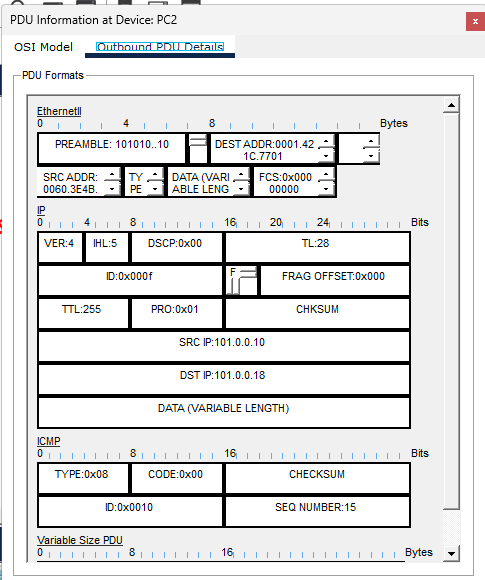 PDU Information at Device: PC2
x
OSI Model Outbound PDU Details
PDU Formats
EthernetII
0 4 8 Bytes
PREAMBLE: 101010..10 DEST ADDR:0001.42
1C.7701
SRC ADDR: TY DATA (VARI FCS:0x000
0060.3E4B. PE ABLE LENG 00000
IP
0 4 8 16 20 24 Bits
VER:4 IHL:5 DSCP:0x00 TL:28
ID:0x000f F FRAG OFFSET:0x000
TTL:255 PRO:0x01 CHKSUM
SRC IP:101.0.0.10
DST IP:101.0.0.18
DATA (VARIABLE LENGTH)
ICMP
0 8 16 Bits
TYPE:0x08 CODE:0x00 CHECKSUM
ID:0x0010 SEQ NUMBER:15
Variable Size PDU
0 8 16 Bytes